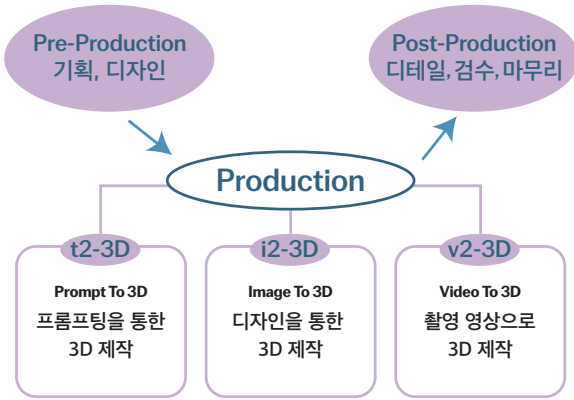 Pre-Production
기획, 디자인
Post-Production
디테일, 검수, 마무리
Production
t2-3D
Prompt To 3D
프롬프팅을 통한
3D 제작
i2-3D
Image To 3D
디자인을 통한
3D 제작
v2-3D
Video To 3D
촬영 영상으로
3D 제작